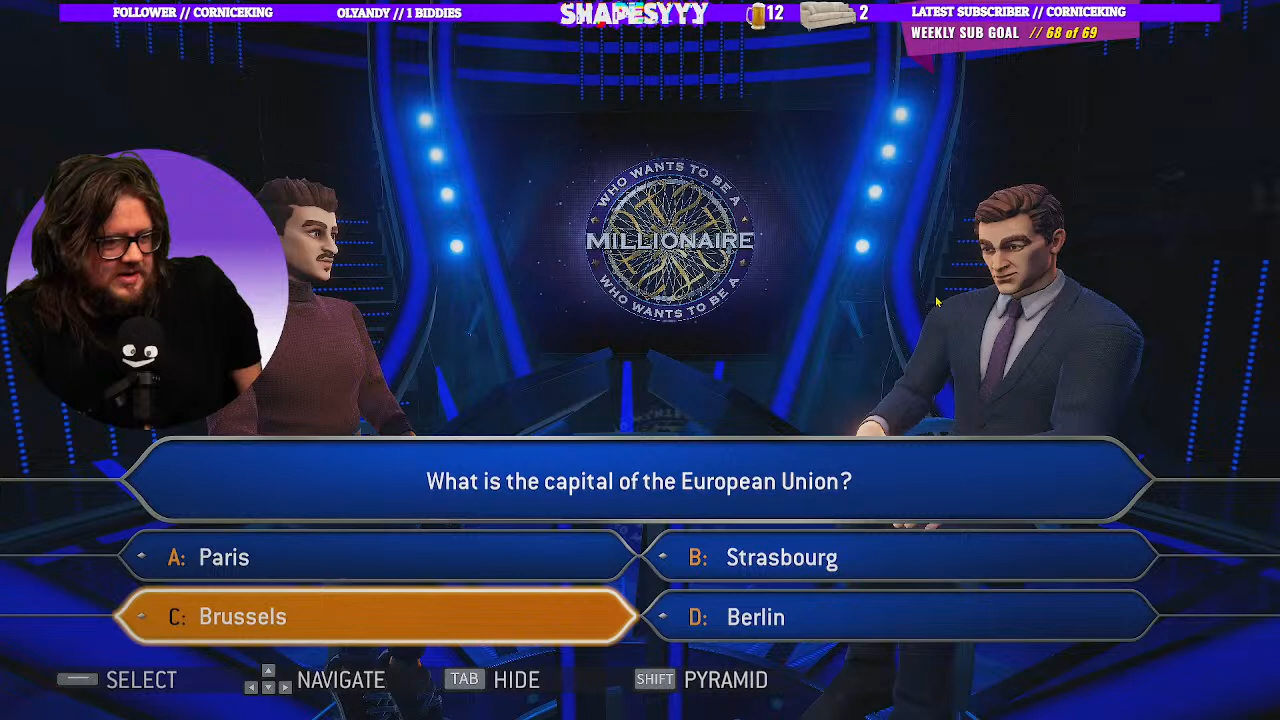 FOLLOWER // CORNICEKING
OLYANDY // 1 BIDDIES
SHAPESYYY
12
2
LATEST SUBSCRIBER // CORNICEKING
WEEKLY SUB GOAL // 68 of 69
WHO WANTS TO BE A
MILLIONAIRE
WHO WANTS TO BE A
What is the capital of the European Union?
A: Paris
B: Strasbourg
C: Brussels
D: Berlin
SELECT
NAVIGATE
TAB HIDE
SHIFT PYRAMID